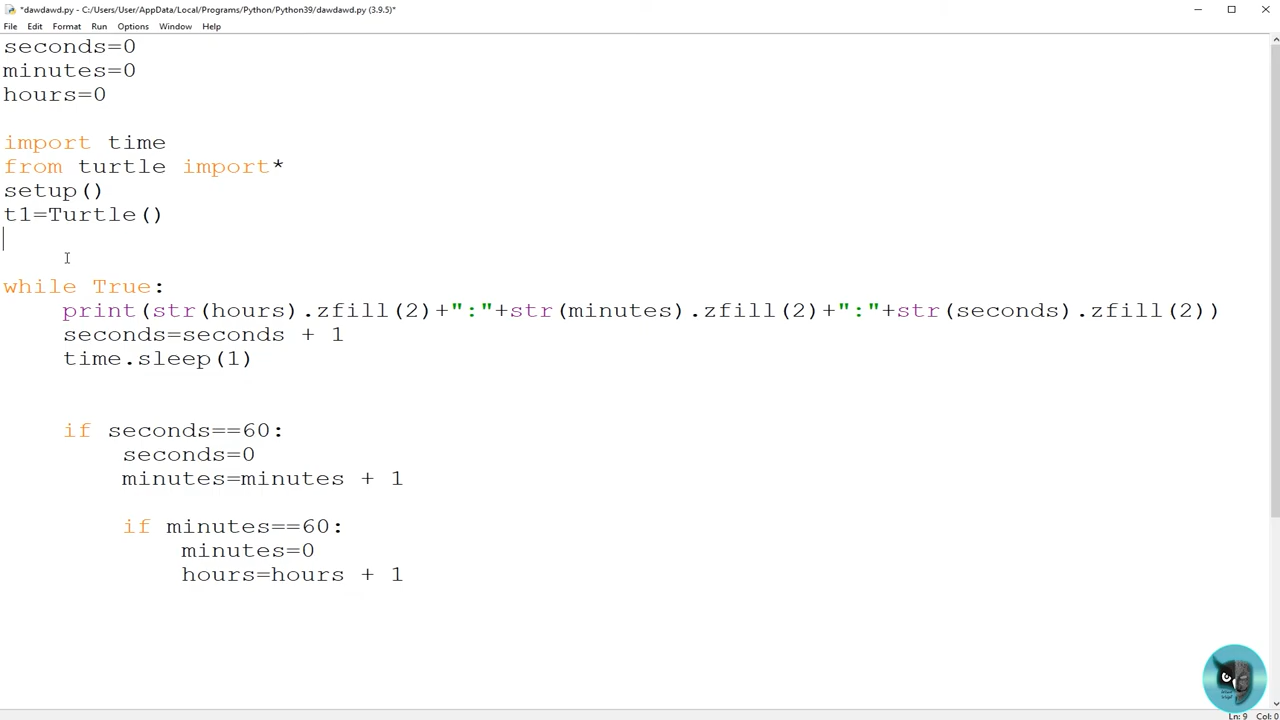 *dawdawd.py - C:/Users/User/AppData/Local/Programs/Python/Python39/dawdawd.py (3.9.5)*
File Edit Format Run Options Window Help
seconds=0
minutes=0
hours=0
import time
from turtle import*
setup()
t1=Turtle()
while True:
    print(str(hours).zfill(2)+":"+str(minutes).zfill(2)+":"+str(seconds).zfill(2))
    seconds=seconds + 1
    time.sleep(1)
    if seconds==60:
        seconds=0
        minutes=minutes + 1
        if minutes==60:
            minutes=0
            hours=hours + 1
Ln: 9 Col: 0